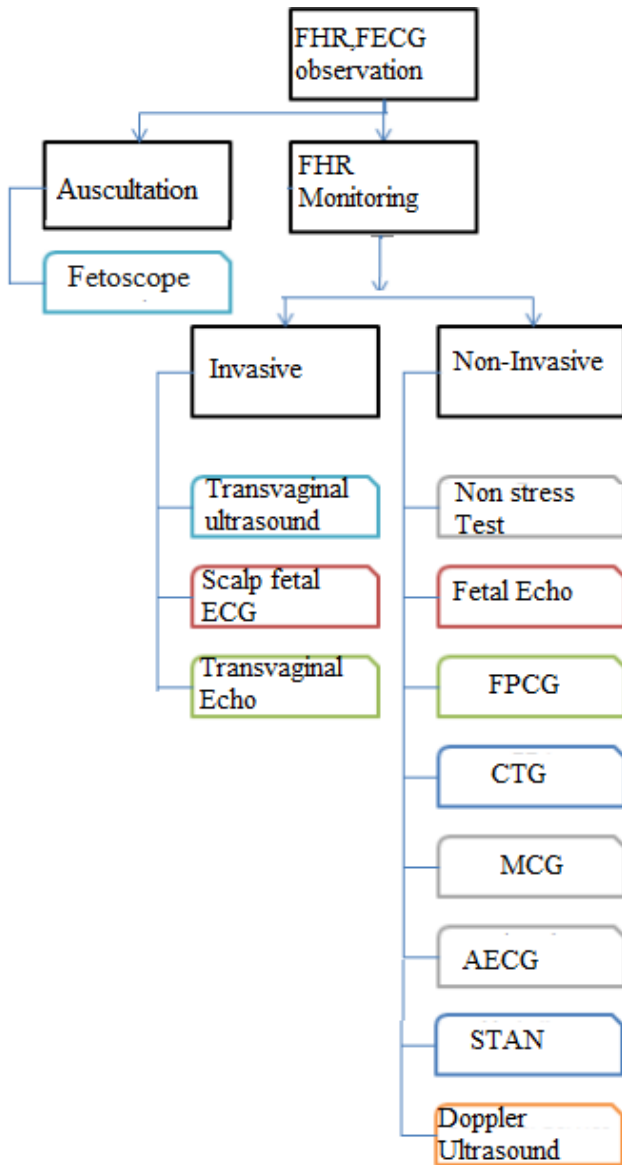 FHR,FECG
observation
Auscultation
FHR
Monitoring
Fetoscope
Invasive
Non-Invasive
Transvaginal
ultrasound
Non stress
Test
Scalp fetal
ECG
Fetal Echo
Transvaginal
Echo
FPCG
CTG
MCG
AECG
STAN
Doppler
Ultrasound